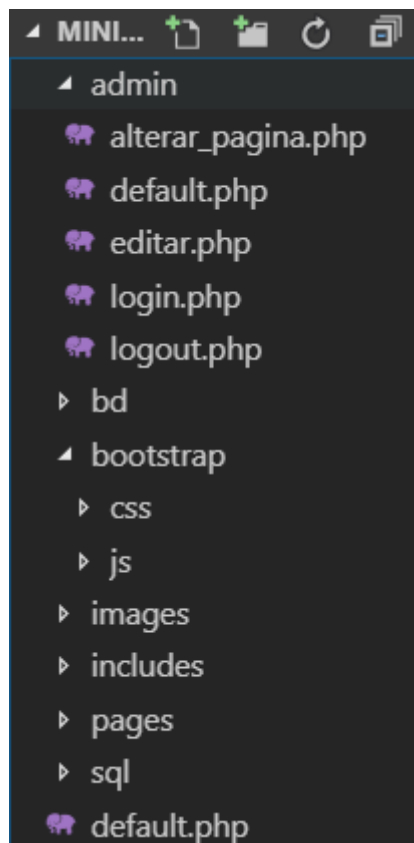 MINI...
admin
alterar_pagina.php
default.php
editar.php
login.php
logout.php
bd
bootstrap
css
js
images
includes
pages
sql
default.php